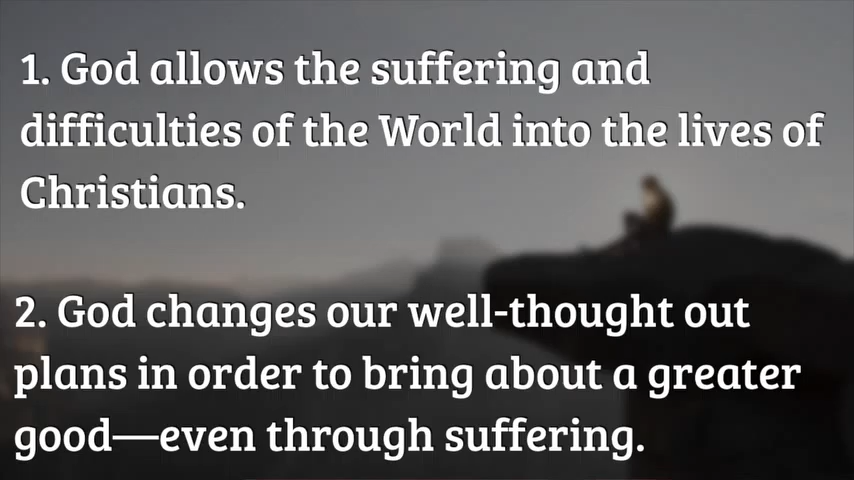 1. God allows the suffering and
difficulties of the World into the lives of
Christians.
2. God changes our well-thought out
plans in order to bring about a greater
good—even through suffering.